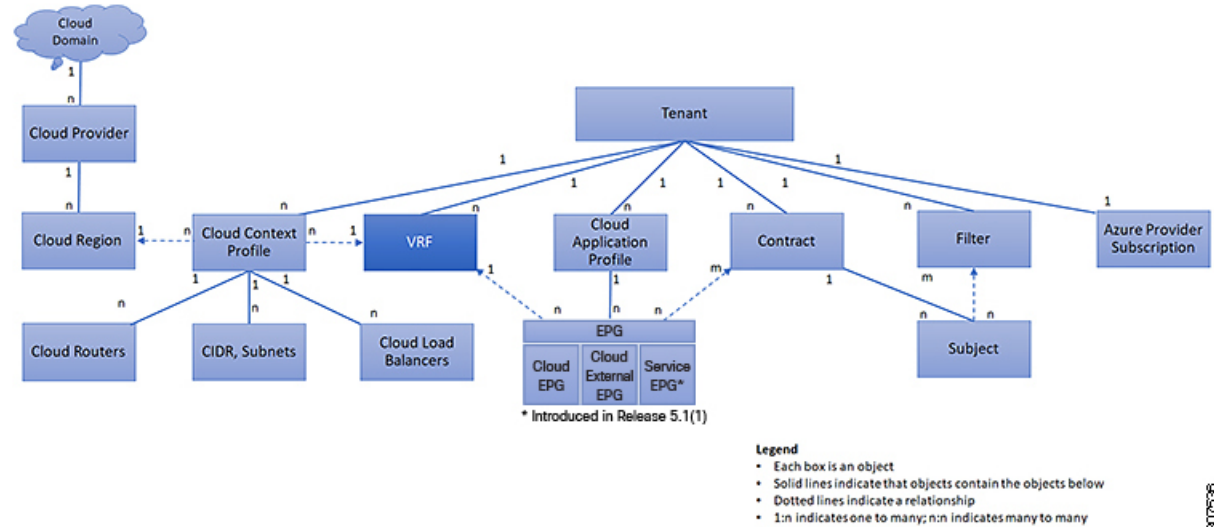 Cloud
Domain
1
n
Cloud Provider
1
n
Cloud Region
Tenant
1
1
1
1
1
1
n
n
n
n
n
1
1
n
Cloud Context
Profile
n
1
VRF
Cloud
Application
Profile
Contract
Filter
Azure Provider
Subscription
1
1
1
n
n
n
Cloud Routers
CIDR, Subnets
Cloud Load
Balancers
1
n
1
n
n
m
EPG
Cloud
EPG
Cloud
External
EPG
Service
EPG*
* Introduced in Release 5.1(1)
1
n
m
n
Subject
Legend
• Each box is an object
• Solid lines indicate that objects contain the objects below
• Dotted lines indicate a relationship
• 1:n indicates one to many; n:n indicates many to many